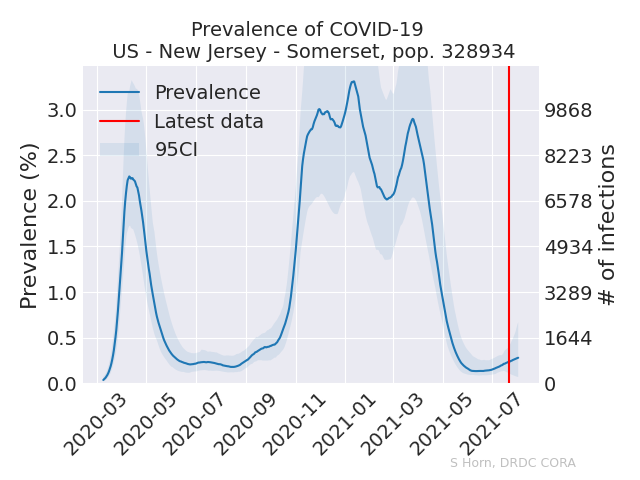 Prevalence of COVID-19
US - New Jersey - Somerset, pop. 328934
Prevalence
Latest data
95CI
Prevalence (%)
3.0
2.5
2.0
1.5
1.0
0.5
0.0
9868
8223
6578
4934
3289
1644
0
# of infections
2020-03
2020-05
2020-07
2020-09
2020-11
2021-01
2021-03
2021-05
2021-07
S Horn, DRDC CORA